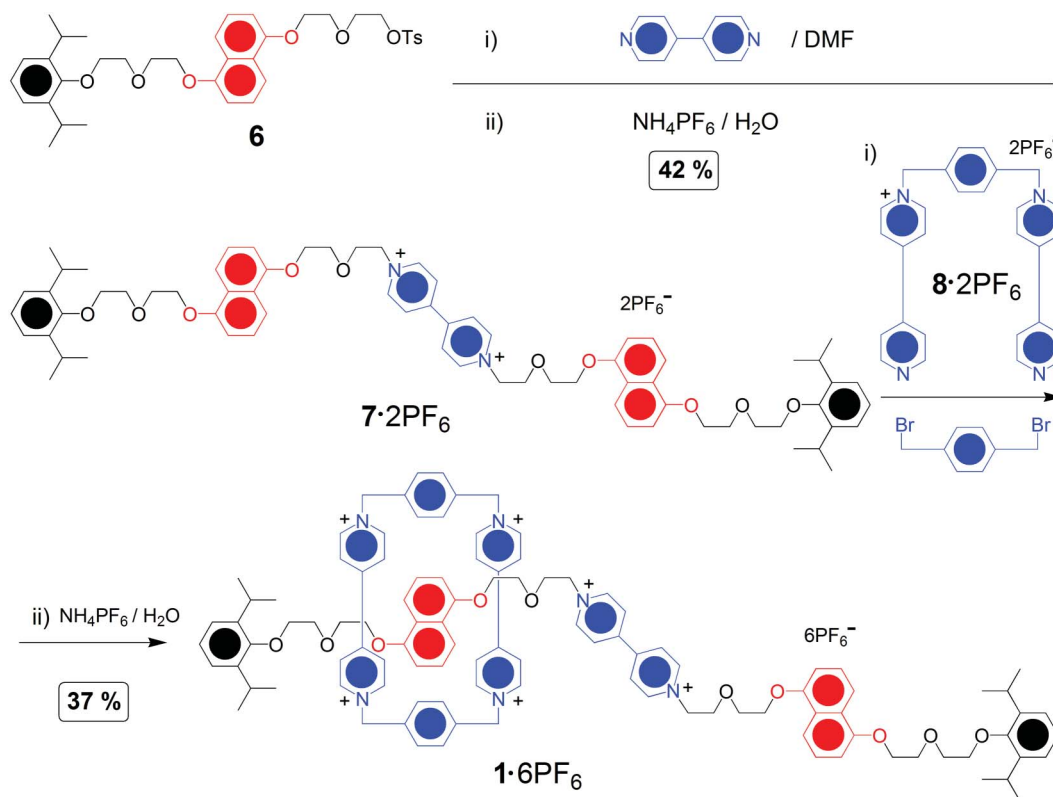 OTs
O
O
O
O
O
O
6
i)
N
N
/ DMF
ii)
NH4PF6 / H2O
42 %
i)
2PF6-
N
+
N
8·2PF6
N
N
Br
Br
O
O
O
O
O
N
+
N
+
2PF6-
O
O
O
O
O
7·2PF6
ii) NH4PF6 / H2O
37 %
+
N
N
+
N
+
N
+
O
O
O
O
O
+
N
N
+
6PF6-
O
O
O
O
O
1·6PF6